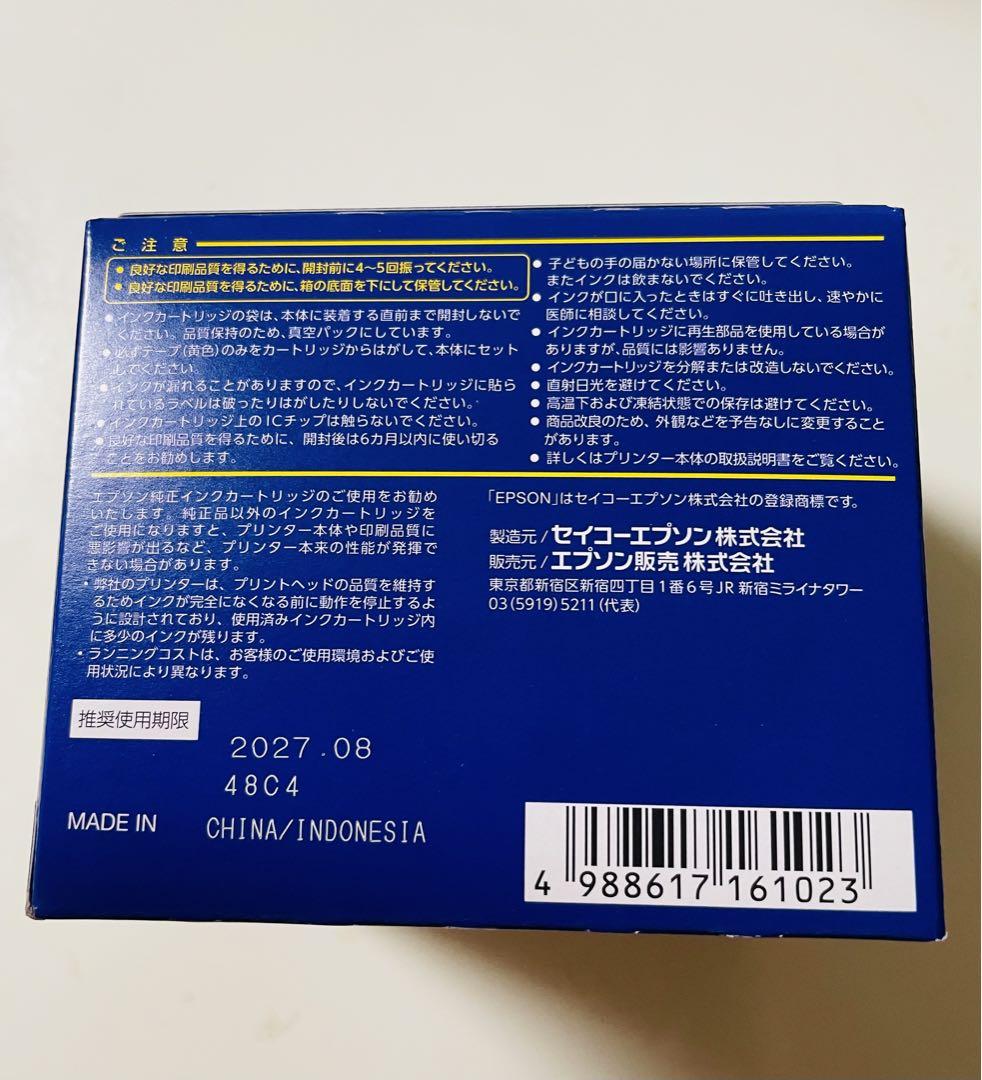 ご注意
● 良好な印刷品質を得るために、開封前に4〜5回振ってください。
● 良好な印刷品質を得るために、箱の底面を下にして保管してください。
● インクカートリッジの袋は、本体に装着する直前まで開封しないで
ください。品質保持のため、真空パックにしています。
● 必ずテープ(黄色)のみをカートリッジからはがして、本体にセット
してください。
● インクが漏れることがありますので、インクカートリッジに貼ら
れているラベルは破ったりはがしたりしないでください。
● インクカートリッジ上のICチップは触らないでください。
● 良好な印刷品質を得るために、開封後は6カ月以内に使い切る
ことをお勧めします。
● 子どもの手の届かない場所に保管してください。
またインクは飲まないでください。
● インクが口に入ったときはすぐに吐き出し、速やかに
医師に相談してください。
● インクカートリッジに再生部品を使用している場合が
ありますが、品質には影響ありません。
● インクカートリッジを分解または改造しないでください。
● 直射日光を避けてください。
● 高温下および凍結状態での保存は避けてください。
● 商品改良のため、外観などを予告なしに変更すること
があります。
● 詳しくはプリンター本体の取扱説明書をご覧ください。
エプソン純正インクカートリッジのご使用をお勧め
いたします。純正品以外のインクカートリッジを
ご使用になりますと、プリンター本体や印刷品質に
悪影響が出るなど、プリンター本来の性能が発揮で
きない場合があります。
・弊社のプリンターは、プリントヘッドの品質を維持す
るためインクが完全になくなる前に動作を停止するよ
うに設計されており、使用済みインクカートリッジ内
に多少のインクが残ります。
・ランニングコストは、お客様のご使用環境およびご使
用状況により異なります。
「EPSON」はセイコーエプソン株式会社の登録商標です。
製造元/セイコーエプソン株式会社
販売元/エプソン販売株式会社
東京都新宿区新宿四丁目1番6号JR新宿ミライナタワー
03(5919)5211(代表)
推奨使用期限
2027.08
48C4
MADE IN CHINA/INDONESIA
4 988617 161023